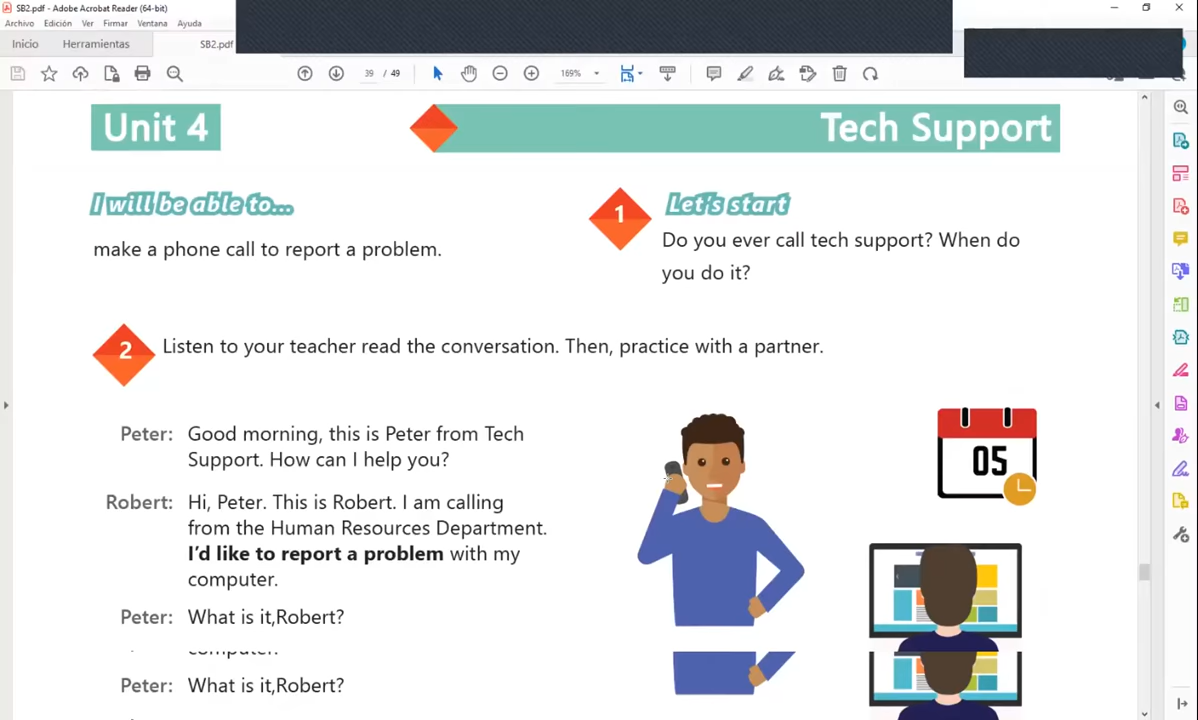 SB2.pdf - Adobe Acrobat Reader (64-bit)
Archivo Edición Ver Firmar Ventana Ayuda
Inicio Herramientas SB2.pdf
39 / 49 169%
Unit 4
Tech Support
I will be able to...
make a phone call to report a problem.
1
Let's start
Do you ever call tech support? When do
you do it?
2
Listen to your teacher read the conversation. Then, practice with a partner.
Peter: Good morning, this is Peter from Tech
Support. How can I help you?
Robert: Hi, Peter. This is Robert. I am calling
from the Human Resources Department.
I'd like to report a problem with my
computer.
Peter: What is it,Robert?
computer.
Peter: What is it,Robert?
05